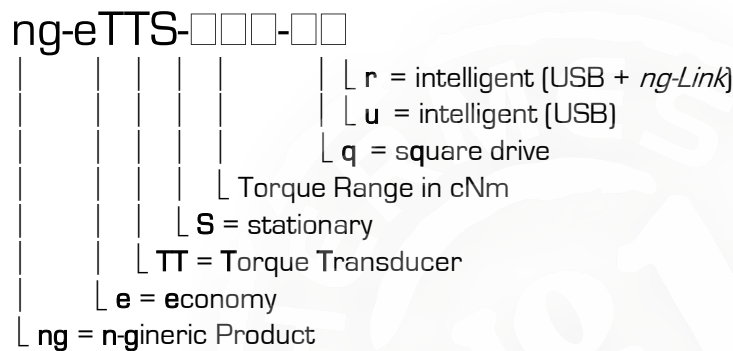 ng-eTTS-□□□-□□
r = intelligent (USB + ng-Link)
u = intelligent (USB)
q = square drive
Torque Range in cNm
S = stationary
TT = Torque Transducer
e = economy
ng = n-gineric Product